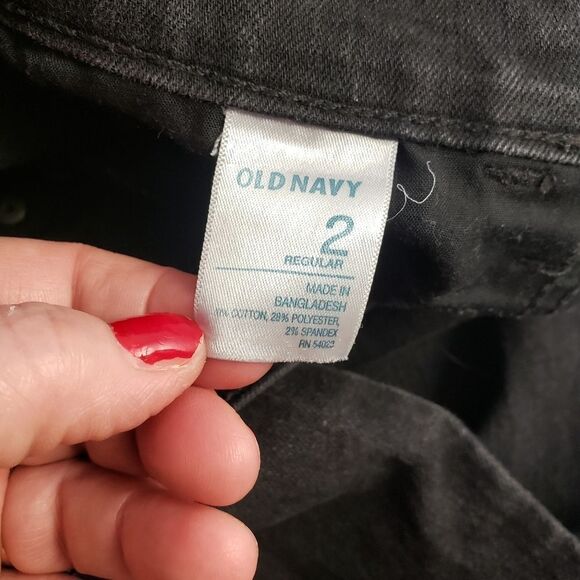 OLD NAVY
2
REGULAR
MADE IN
BANGLADESH
COTTON, 28% POLYESTER,
2% SPANDEX
RN 54023